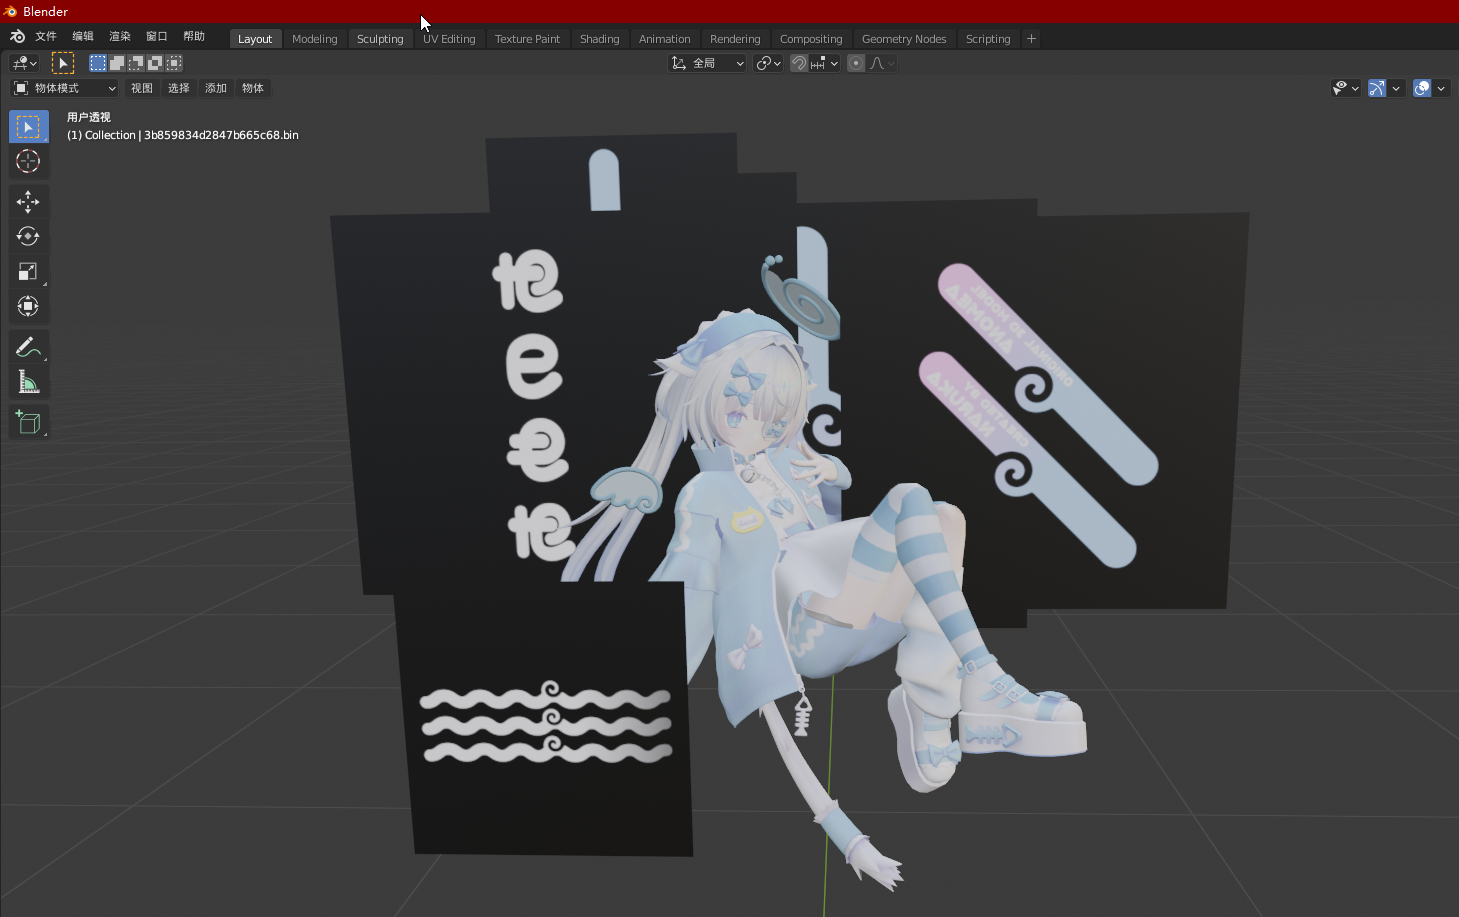 Blender
文件 编辑 渲染 窗口 帮助 Layout Modeling Sculpting UV Editing Texture Paint Shading Animation Rendering Compositing Geometry Nodes Scripting +
全局
物体模式 视图 选择 添加 物体
用户透视
(1) Collection | 3b859834d2847b665c68.bin
ORIGINAL 3D MODEL
ANOMEA
CREATED BY
NARUKA